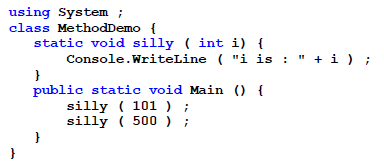 using System ;
class MethodDemo {
   static void silly ( int i) {
      Console.WriteLine ( "i is : " + i ) ;
   }
   public static void Main () {
      silly ( 101 ) ;
      silly ( 500 ) ;
   }
}